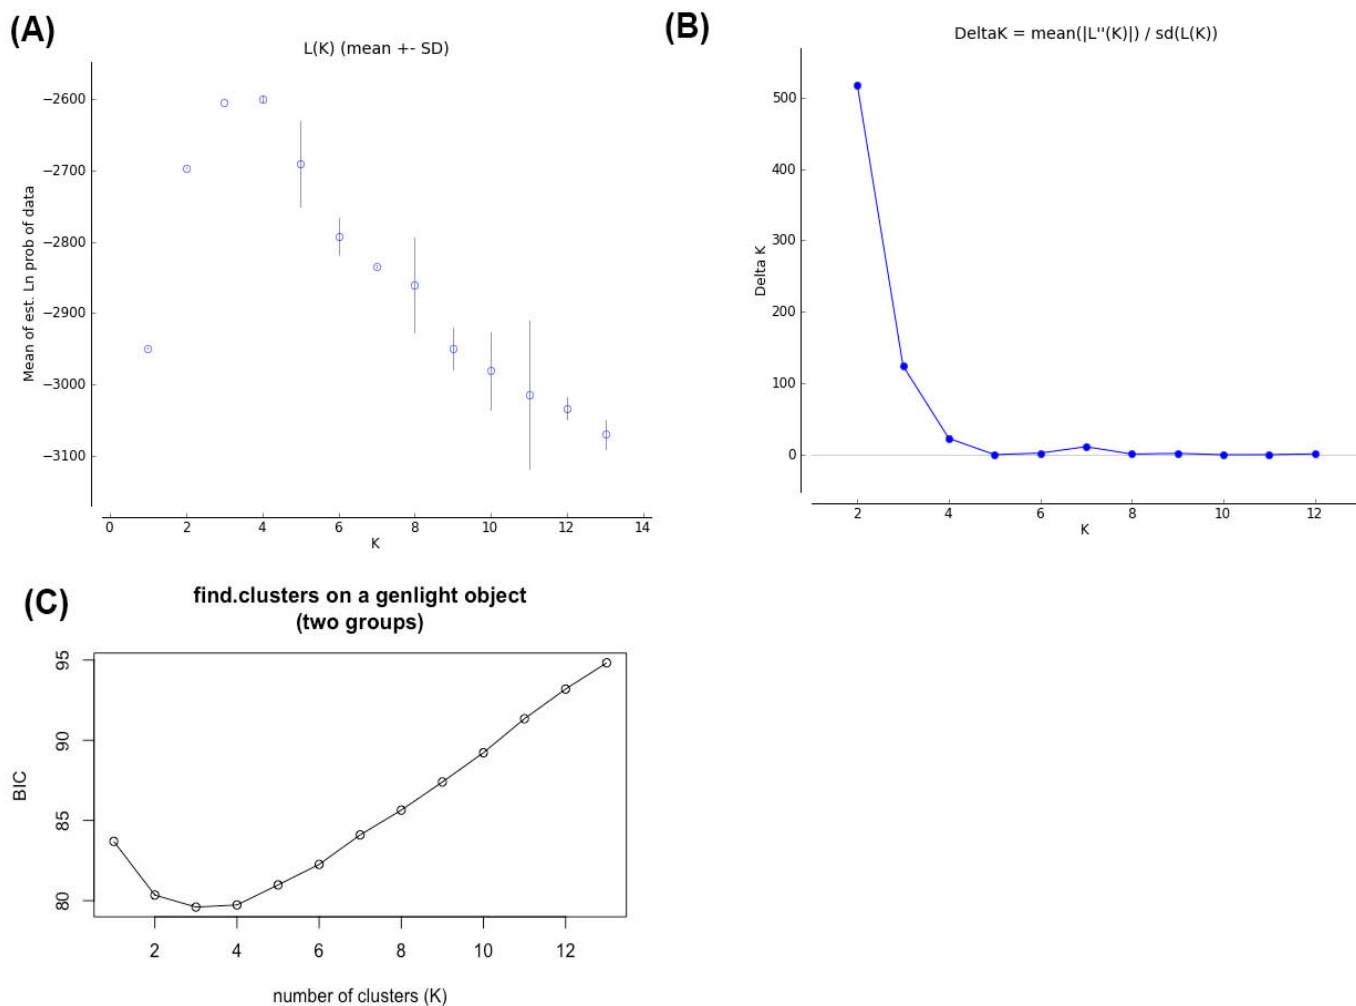 (A)
L(K) (mean +- SD)
Mean of est. Ln prob of data
−2600
−2700
−2800
−2900
−3000
−3100
0 2 4 6 8 10 12 14
K
(B)
DeltaK = mean(|L''(K)|) / sd(L(K))
Delta K
500
400
300
200
100
0
2 4 6 8 10 12
K
(C)
find.clusters on a genlight object
(two groups)
BIC
95
90
85
80
2 4 6 8 10 12
number of clusters (K)